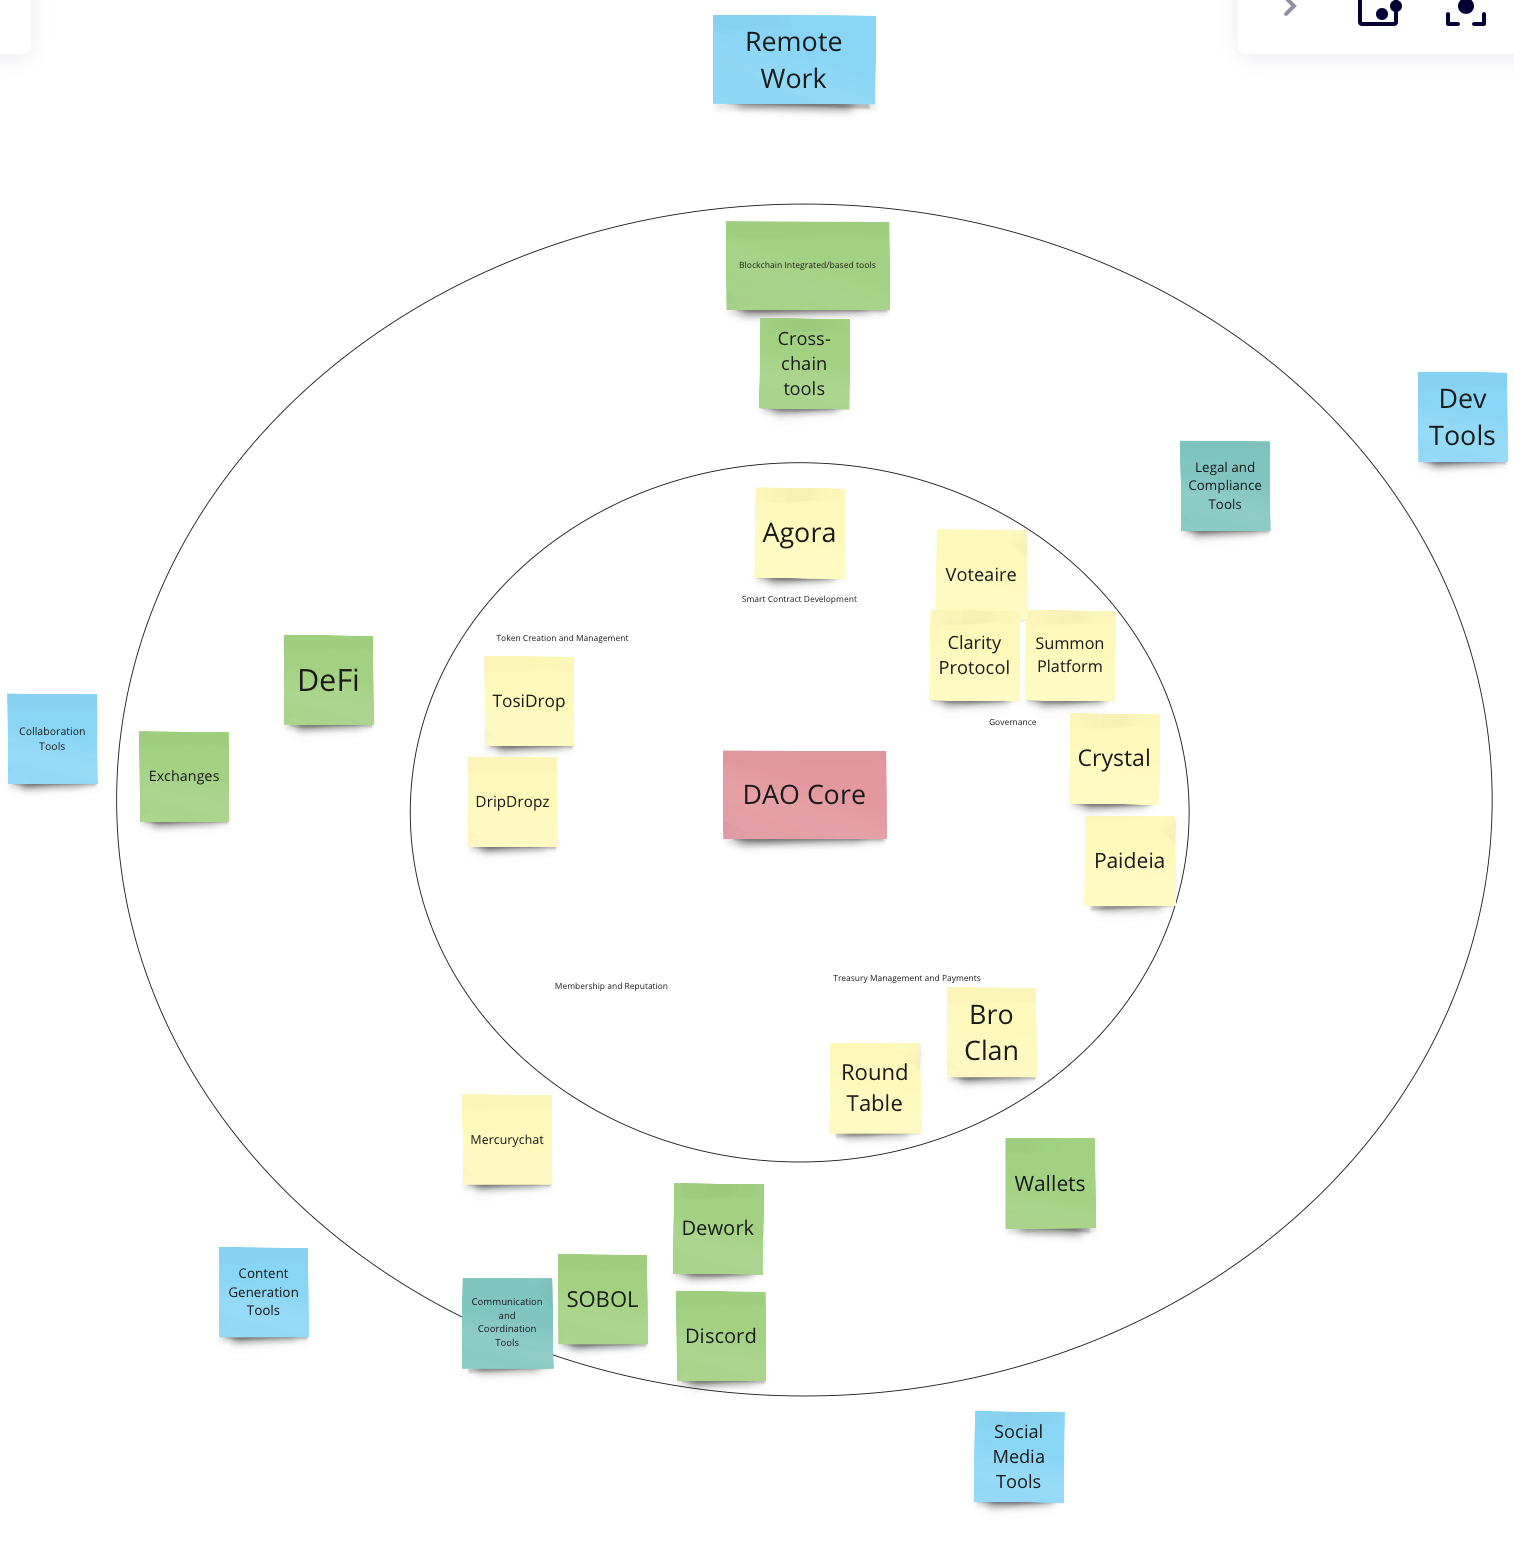 Remote
Work
Blockchain Integrated/based tools
Cross-
chain
tools
Dev
Tools
Legal and
Compliance
Tools
Agora
Smart Contract Development
Voteaire
Clarity
Protocol
Summon
Platform
Governance
Crystal
Paideia
Token Creation and Management
TosiDrop
DripDropz
DAO Core
DeFi
Exchanges
Collaboration
Tools
Membership and Reputation
Treasury Management and Payments
Bro
Clan
Round
Table
Mercurychat
Wallets
Dework
SOBOL
Discord
Communication
and
Coordination
Tools
Content
Generation
Tools
Social
Media
Tools